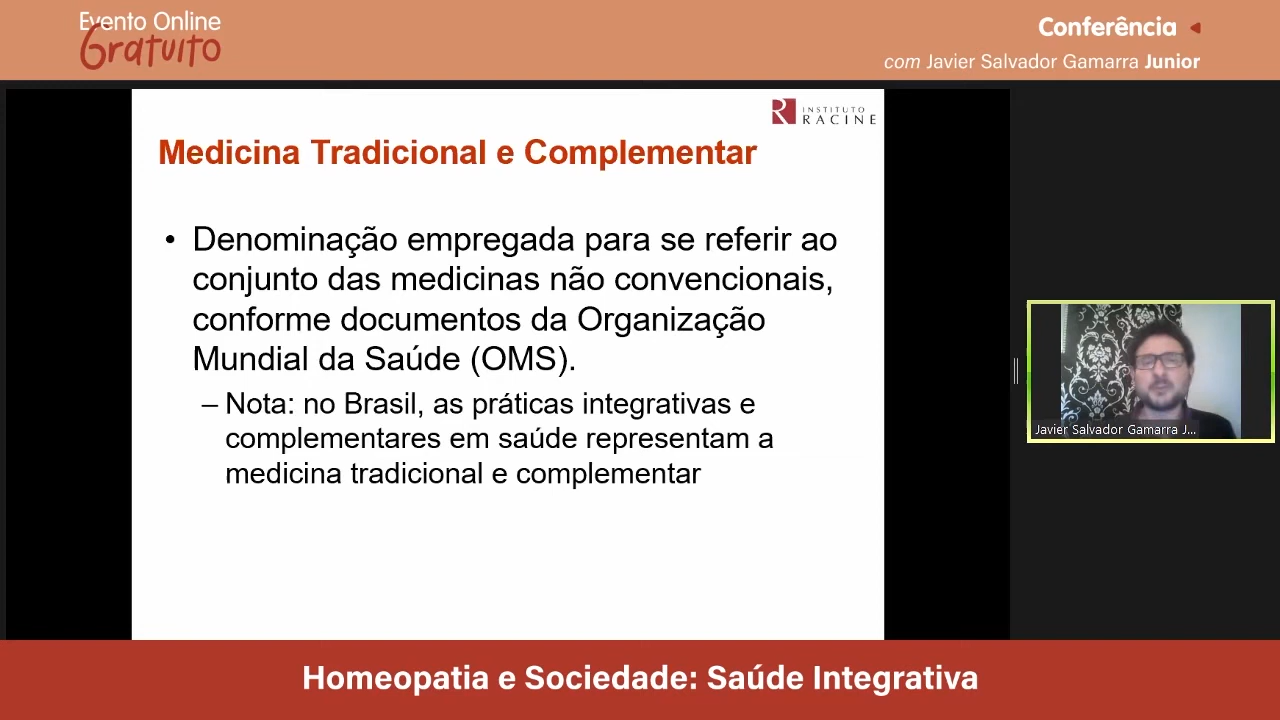 Evento Online
Gratuito
Conferência
com Javier Salvador Gamarra Junior
INSTITUTO
RACINE
Medicina Tradicional e Complementar
• Denominação empregada para se referir ao
conjunto das medicinas não convencionais,
conforme documentos da Organização
Mundial da Saúde (OMS).
– Nota: no Brasil, as práticas integrativas e
complementares em saúde representam a
medicina tradicional e complementar
Javier Salvador Gamarra J...
Homeopatia e Sociedade: Saúde Integrativa